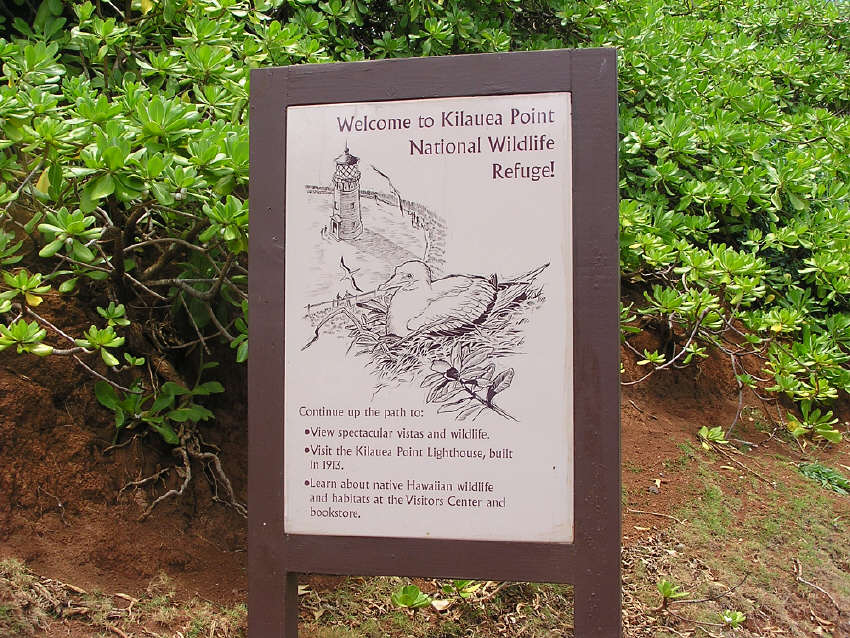 Welcome to Kilauea Point
National Wildlife
Refuge!
Continue up the path to:
•View spectacular vistas and wildlife.
•Visit the Kilauea Point Lighthouse, built
in 1913.
•Learn about native Hawaiian wildlife
and habitats at the Visitors Center and
bookstore.